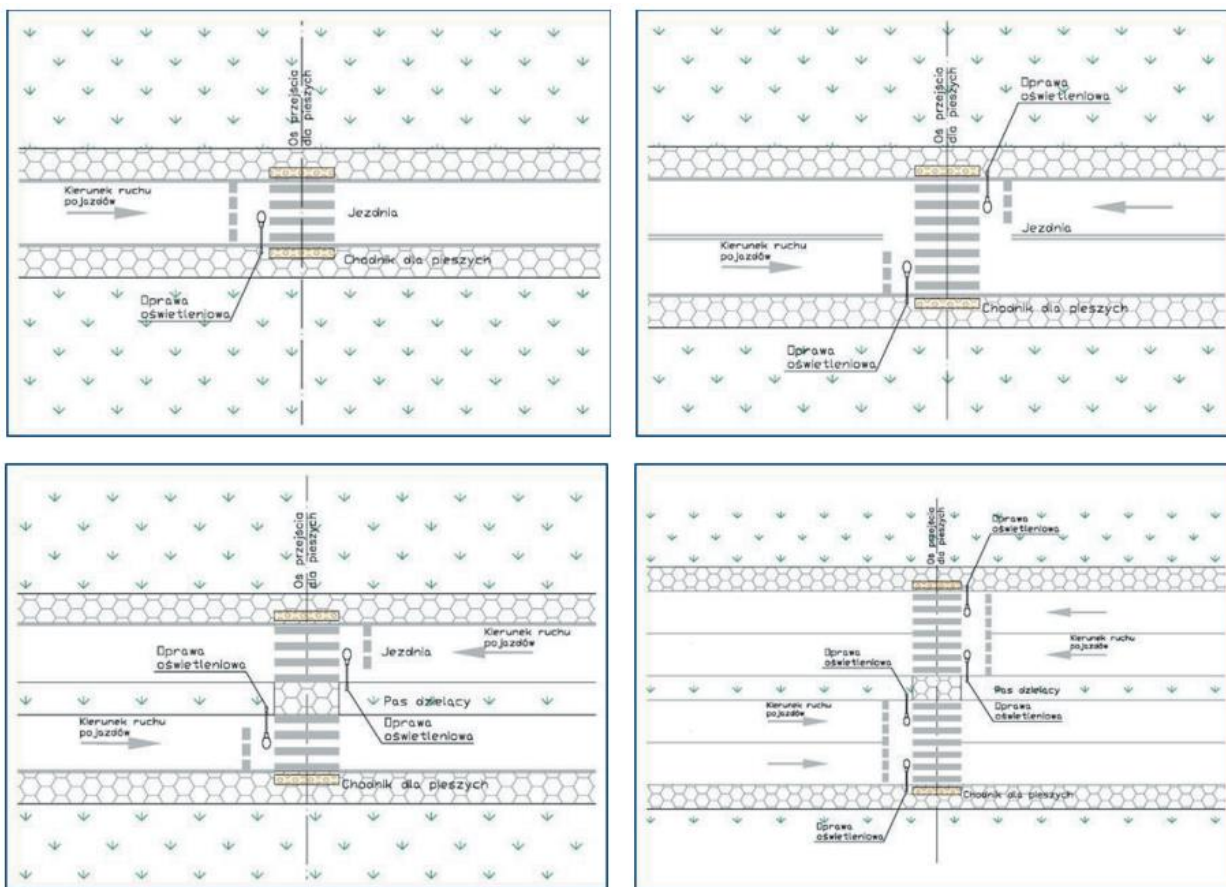 Oś przejścia
dla pieszych
Kierunek ruchu
pojazdów
Jezdnia
Chodnik dla pieszych
Oprawa
oświetleniowa
Oś przejścia
dla pieszych
Oprawa
oświetleniowa
Jezdnia
Kierunek ruchu
pojazdów
Chodnik dla pieszych
Oprawa
oświetleniowa
Oś przejścia
dla pieszych
Kierunek ruchu
pojazdów
Oprawa
oświetleniowa
Jezdnia
Pas dzielący
Kierunek ruchu
pojazdów
Oprawa
oświetleniowa
Chodnik dla pieszych
Oprawa
oświetleniowa
Oś przejścia
dla pieszych
Kierunek ruchu
pojazdów
Oprawa
oświetleniowa
Pas dzielący
Kierunek ruchu
pojazdów
Oprawa
oświetleniowa
Chodnik dla pieszych
Oprawa
oświetleniowa